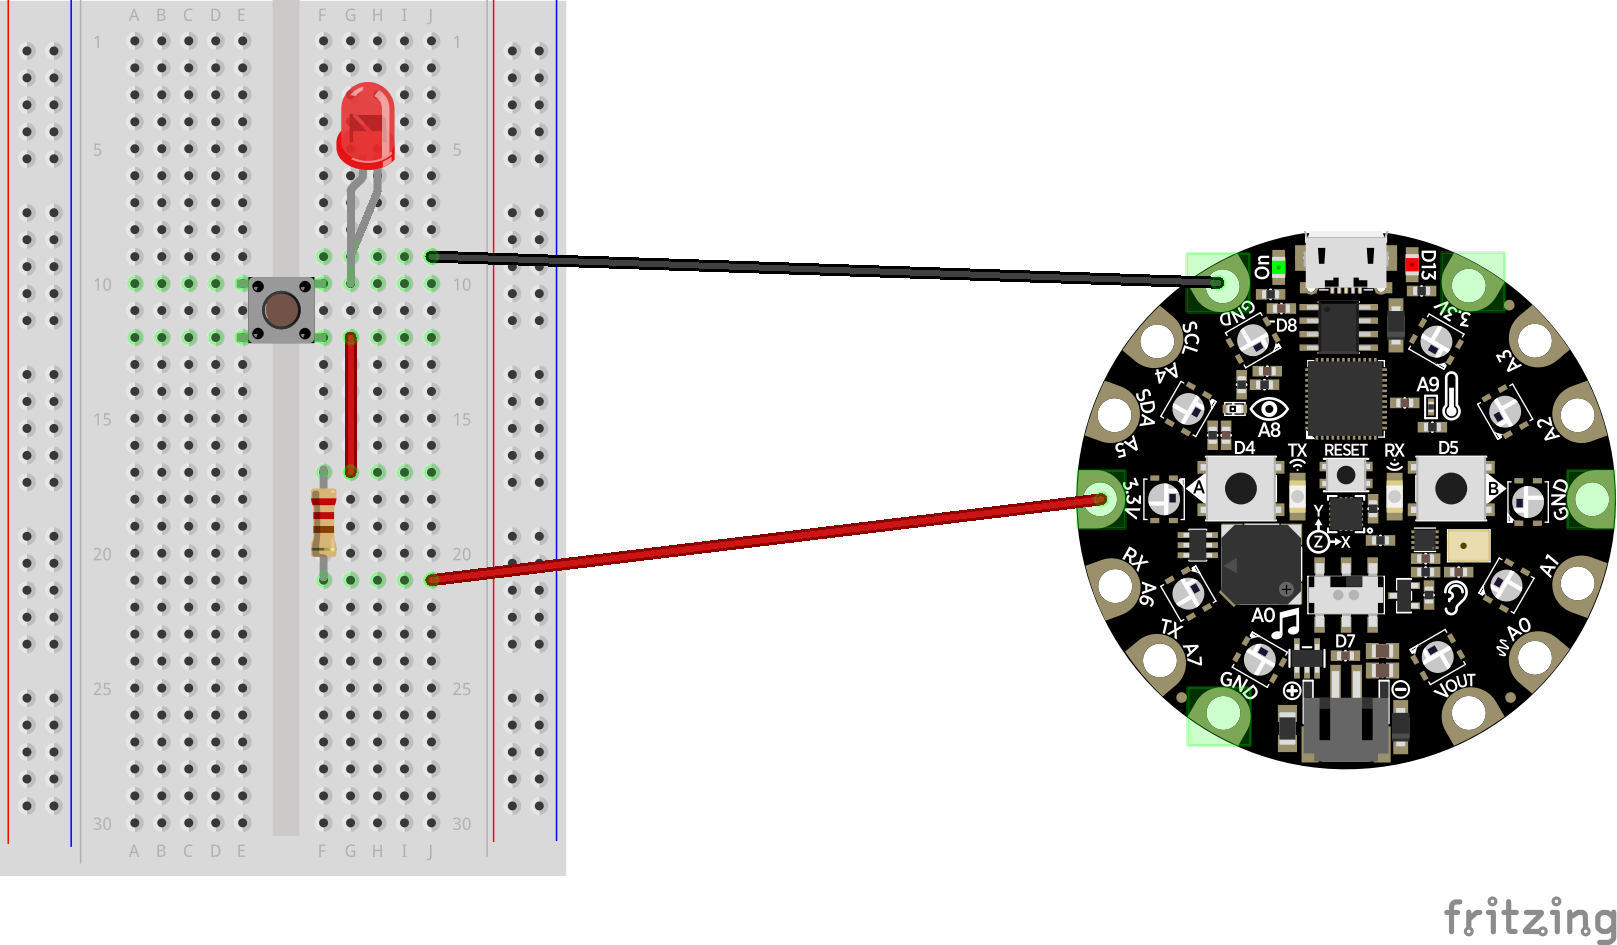 A B C D E F G H I J
1 1
5 5
10 10
15 15
20 20
25 25
30 30
A B C D E F G H I J
On
D13
GND
D8
3.3V
SCL
A4
A3
SDA
A5
A9
A8
A2
D4
TX
RESET
RX
D5
3.3V
A
B
GND
Y
Z
X
RX
A6
A1
TX
A7
A0
D7
A0
GND
+
-
VOUT
fritzing